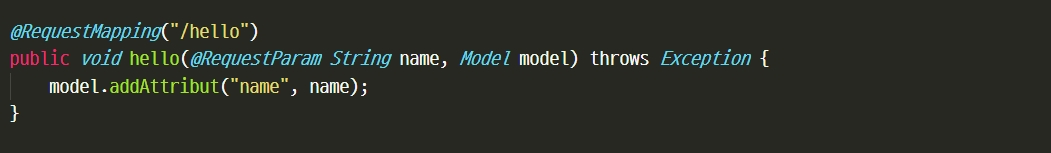 @RequestMapping("/hello")
public void hello(@RequestParam String name, Model model) throws Exception {
    model.addAttribut("name", name);
}